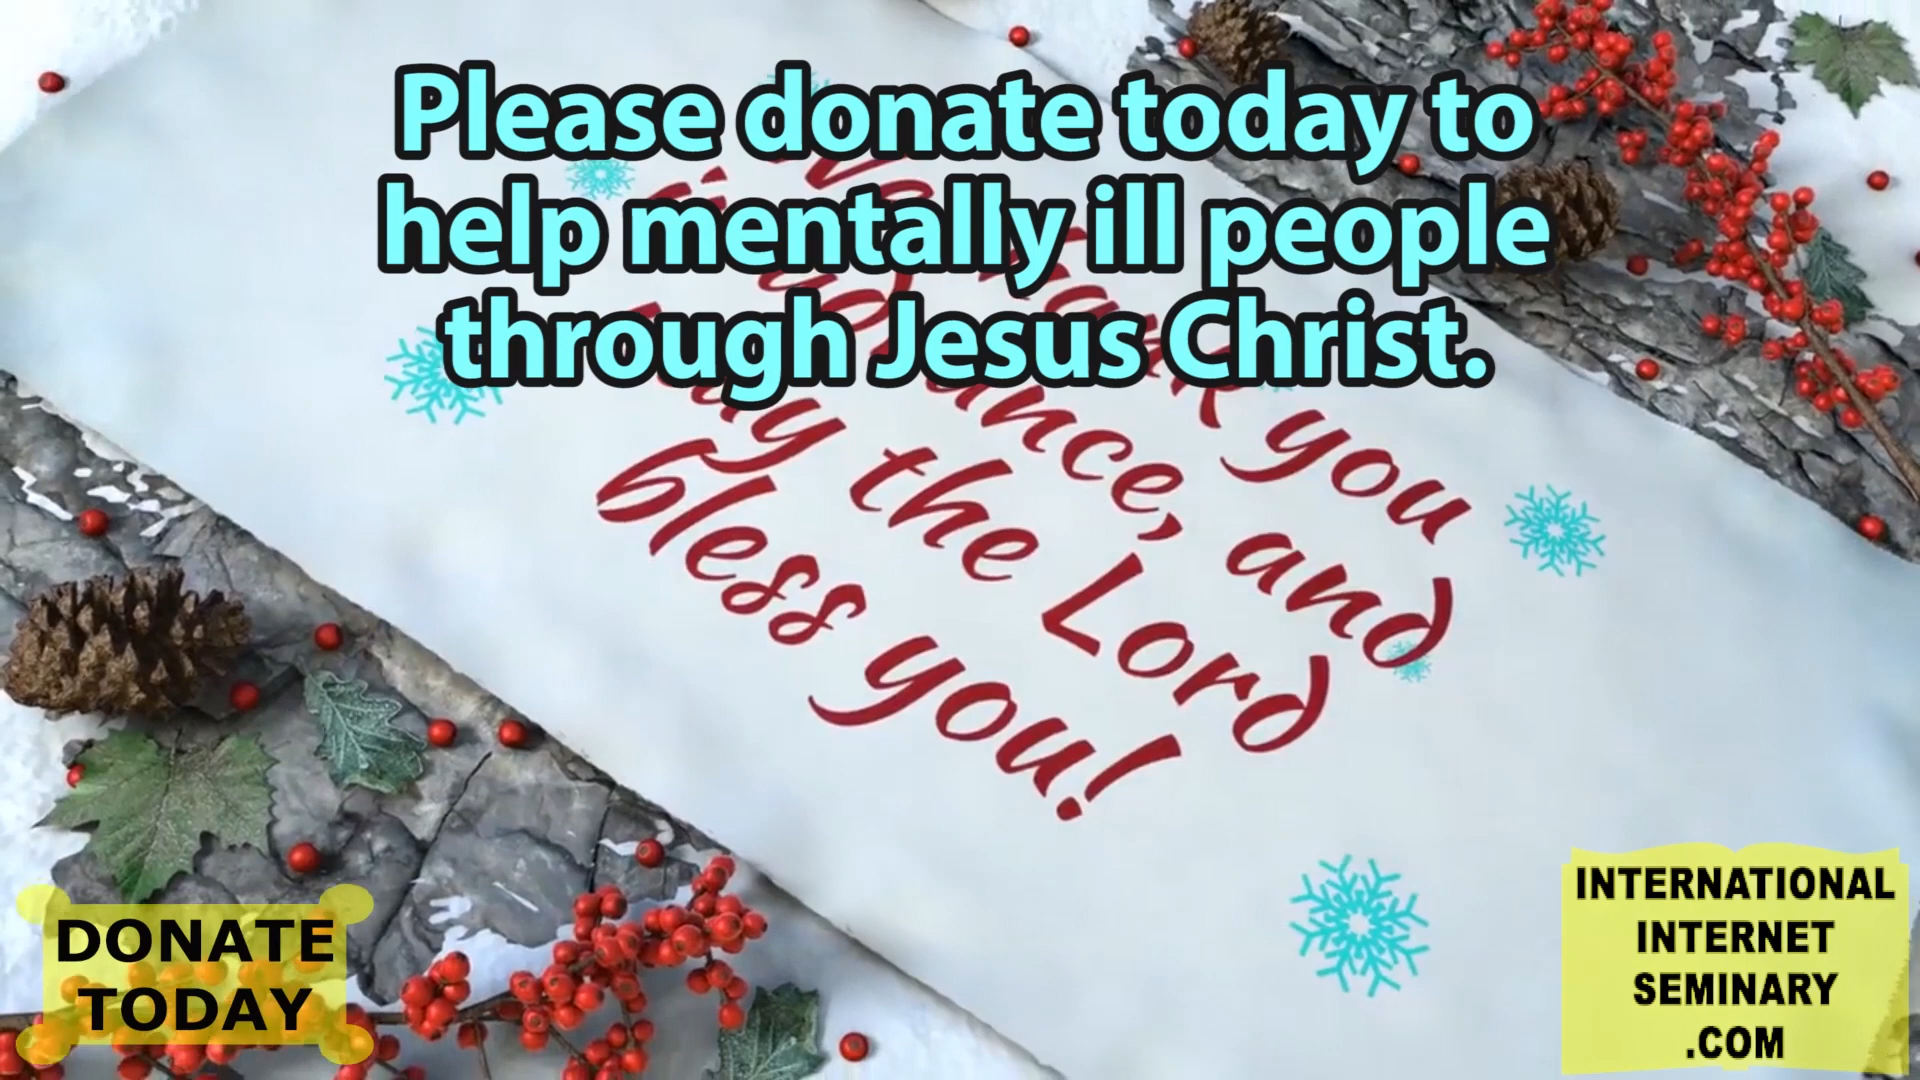 Please donate today to
help mentally ill people
through Jesus Christ.
you
and
the Lord
bless you!
DONATE
TODAY
INTERNATIONAL
INTERNET
SEMINARY
.COM